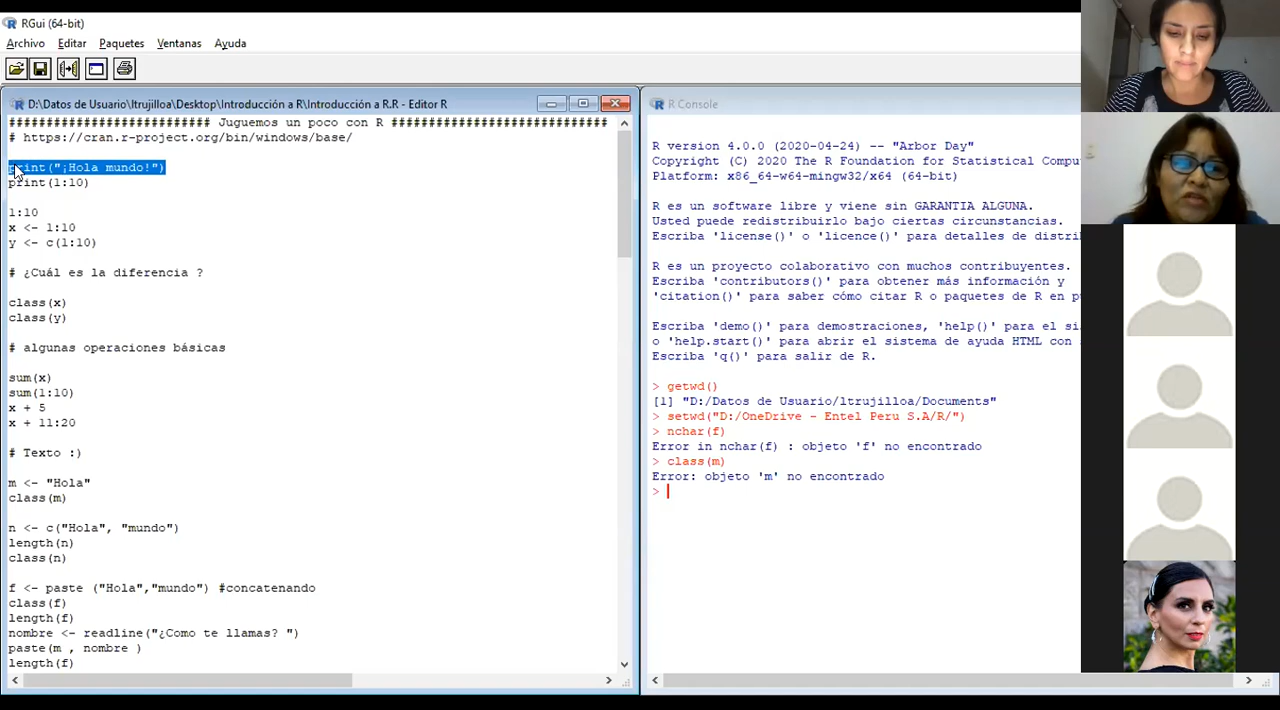 RGui (64-bit)
Archivo Editar Paquetes Ventanas Ayuda
D:\Datos de Usuario\ltrujilloa\Desktop\Introducción a R\Introducción a R.R - Editor R
########################## Juguemos un poco con R ############################
# https://cran.r-project.org/bin/windows/base/
print("¡Hola mundo!")
print(1:10)
1:10
x <- 1:10
y <- c(1:10)
# ¿Cuál es la diferencia ?
class(x)
class(y)
# algunas operaciones básicas
sum(x)
sum(1:10)
x + 5
x + 11:20
# Texto :)
m <- "Hola"
class(m)
n <- c("Hola", "mundo")
length(n)
class(n)
f <- paste ("Hola","mundo") #concatenando
class(f)
length(f)
nombre <- readline("¿Como te llamas? ")
paste(m , nombre )
length(f)
R Console
R version 4.0.0 (2020-04-24) -- "Arbor Day"
Copyright (C) 2020 The R Foundation for Statistical Compu
Platform: x86_64-w64-mingw32/x64 (64-bit)
R es un software libre y viene sin GARANTIA ALGUNA.
Usted puede redistribuirlo bajo ciertas circunstancias.
Escriba 'license()' o 'licence()' para detalles de distri
R es un proyecto colaborativo con muchos contribuyentes.
Escriba 'contributors()' para obtener más información y
'citation()' para saber cómo citar R o paquetes de R en p
Escriba 'demo()' para demostraciones, 'help()' para el si
o 'help.start()' para abrir el sistema de ayuda HTML con
Escriba 'q()' para salir de R.
> getwd()
[1] "D:/Datos de Usuario/ltrujilloa/Documents"
> setwd("D:/OneDrive - Entel Peru S.A/R/")
> nchar(f)
Error in nchar(f) : objeto 'f' no encontrado
> class(m)
Error: objeto 'm' no encontrado
>